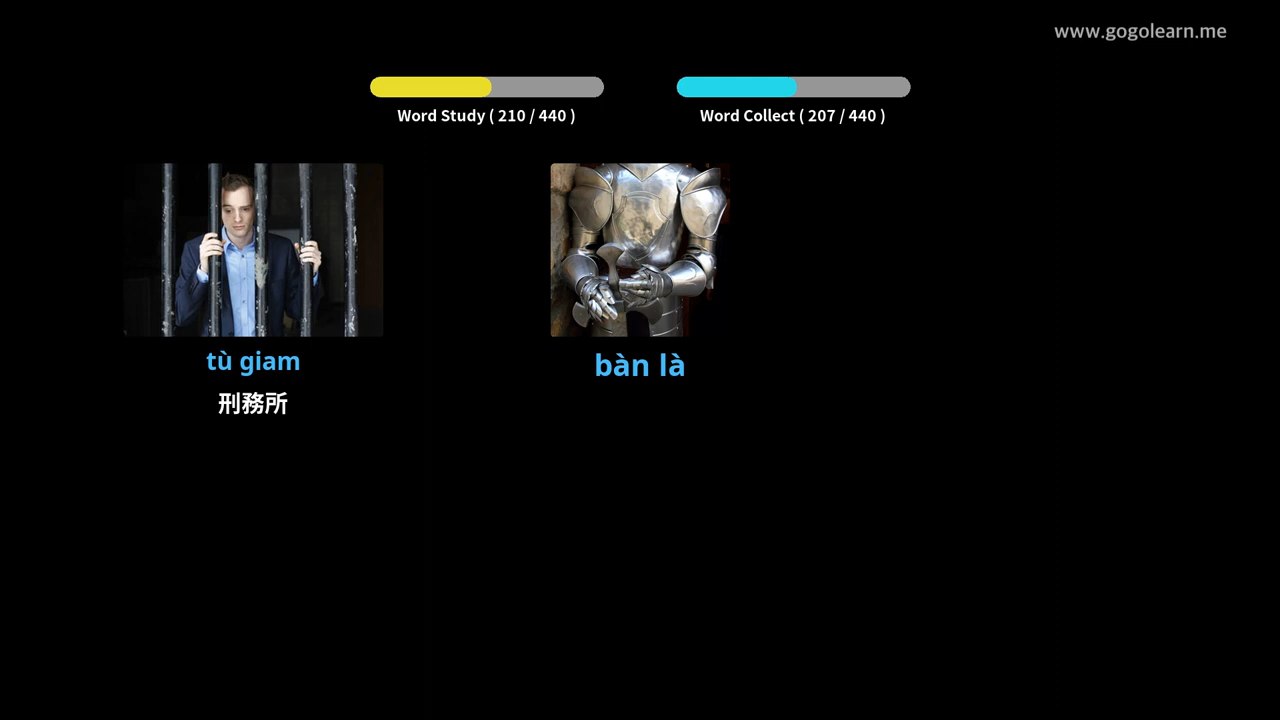 www.gogolearn.me
Word Study ( 210 / 440 )
Word Collect ( 207 / 440 )
tù giam
刑務所
bàn là